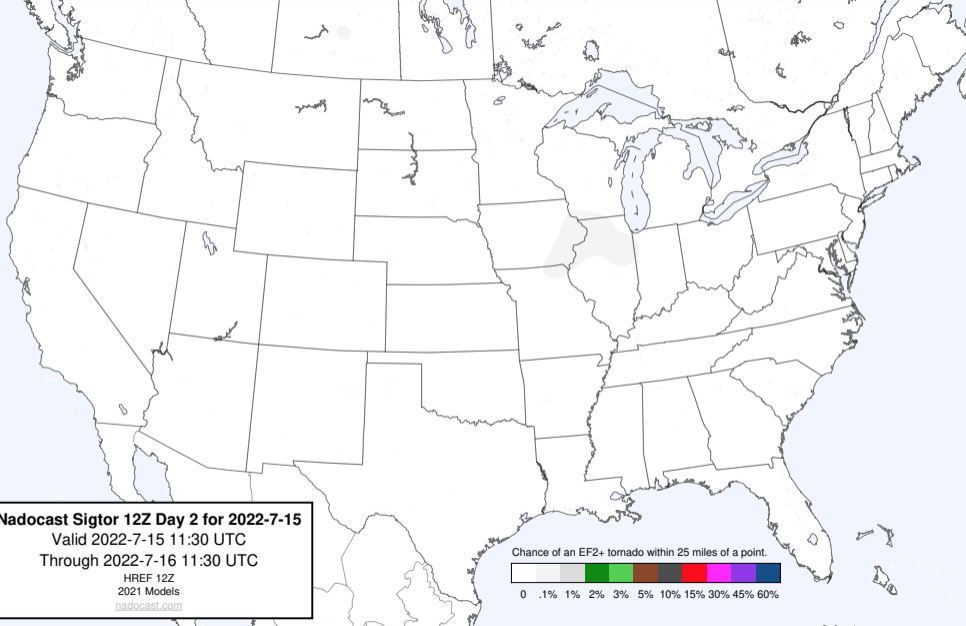 Nadocast Sigtor 12Z Day 2 for 2022-7-15
Valid 2022-7-15 11:30 UTC
Through 2022-7-16 11:30 UTC
HREF 12Z
2021 Models
nadocast.com
Chance of an EF2+ tornado within 25 miles of a point.
0 .1% 1% 2% 3% 5% 10% 15% 30% 45% 60%